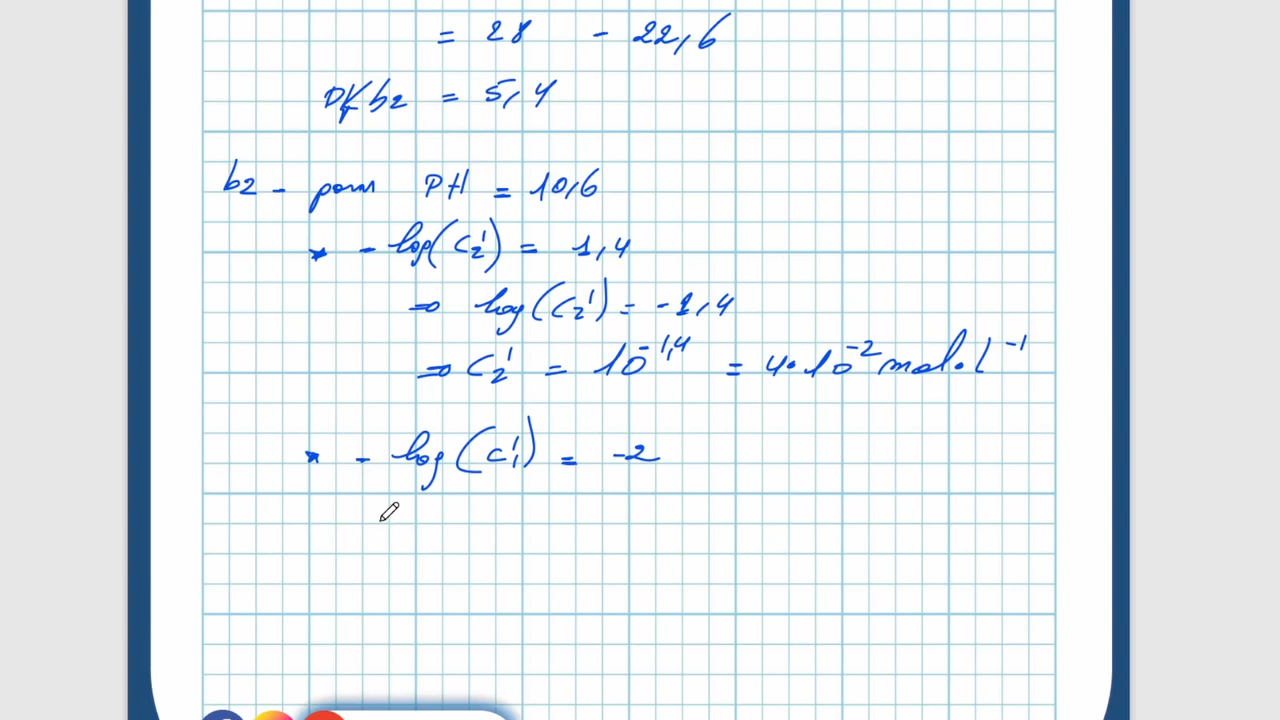 = 28 - 22,6
pKb2 = 5,4
b2 - pour PH = 10,6
* - log(C2') = 1,4
=> log(C2') = -1,4
=> C2' = 10^-1,4 = 4.10^-2 mol.L^-1
* - log(C1') = -2